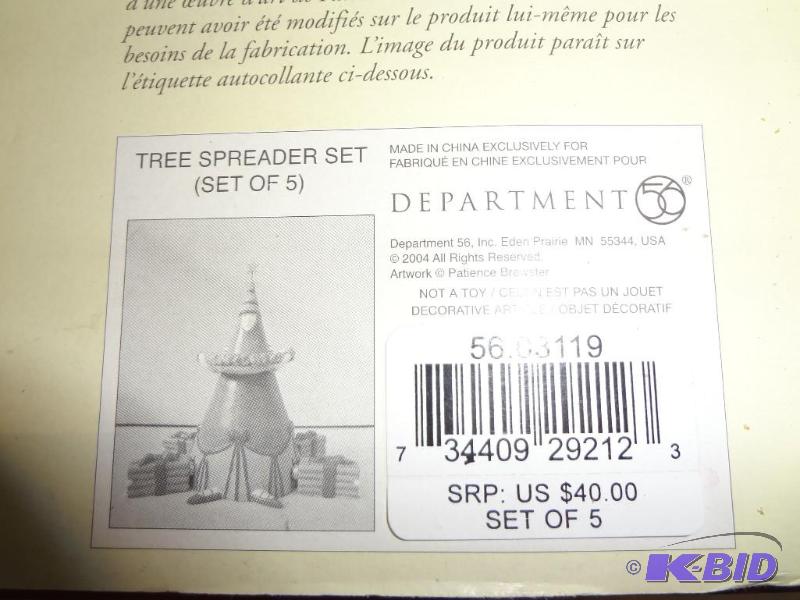 d'une œuvre d'art de
peuvent avoir été modifiés sur le produit lui-même pour les
besoins de la fabrication. L'image du produit paraît sur
l'étiquette autocollante ci-dessous.
TREE SPREADER SET
(SET OF 5)
MADE IN CHINA EXCLUSIVELY FOR
FABRIQUÉ EN CHINE EXCLUSIVEMENT POUR
DEPARTMENT 56®
Department 56, Inc. Eden Prairie MN 55344, USA
© 2004 All Rights Reserved.
Artwork © Patience Brewster
NOT A TOY / CECI N'EST PAS UN JOUET
DECORATIVE ARTICLE / OBJET DÉCORATIF
56.03119
7 34409 29212 3
SRP: US $40.00
SET OF 5
© K-BID